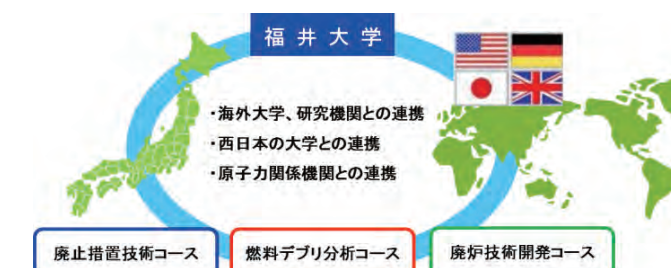 福井大学
・海外大学、研究機関との連携
・西日本の大学との連携
・原子力関係機関との連携
廃止措置技術コース
燃料デブリ分析コース
廃炉技術開発コース